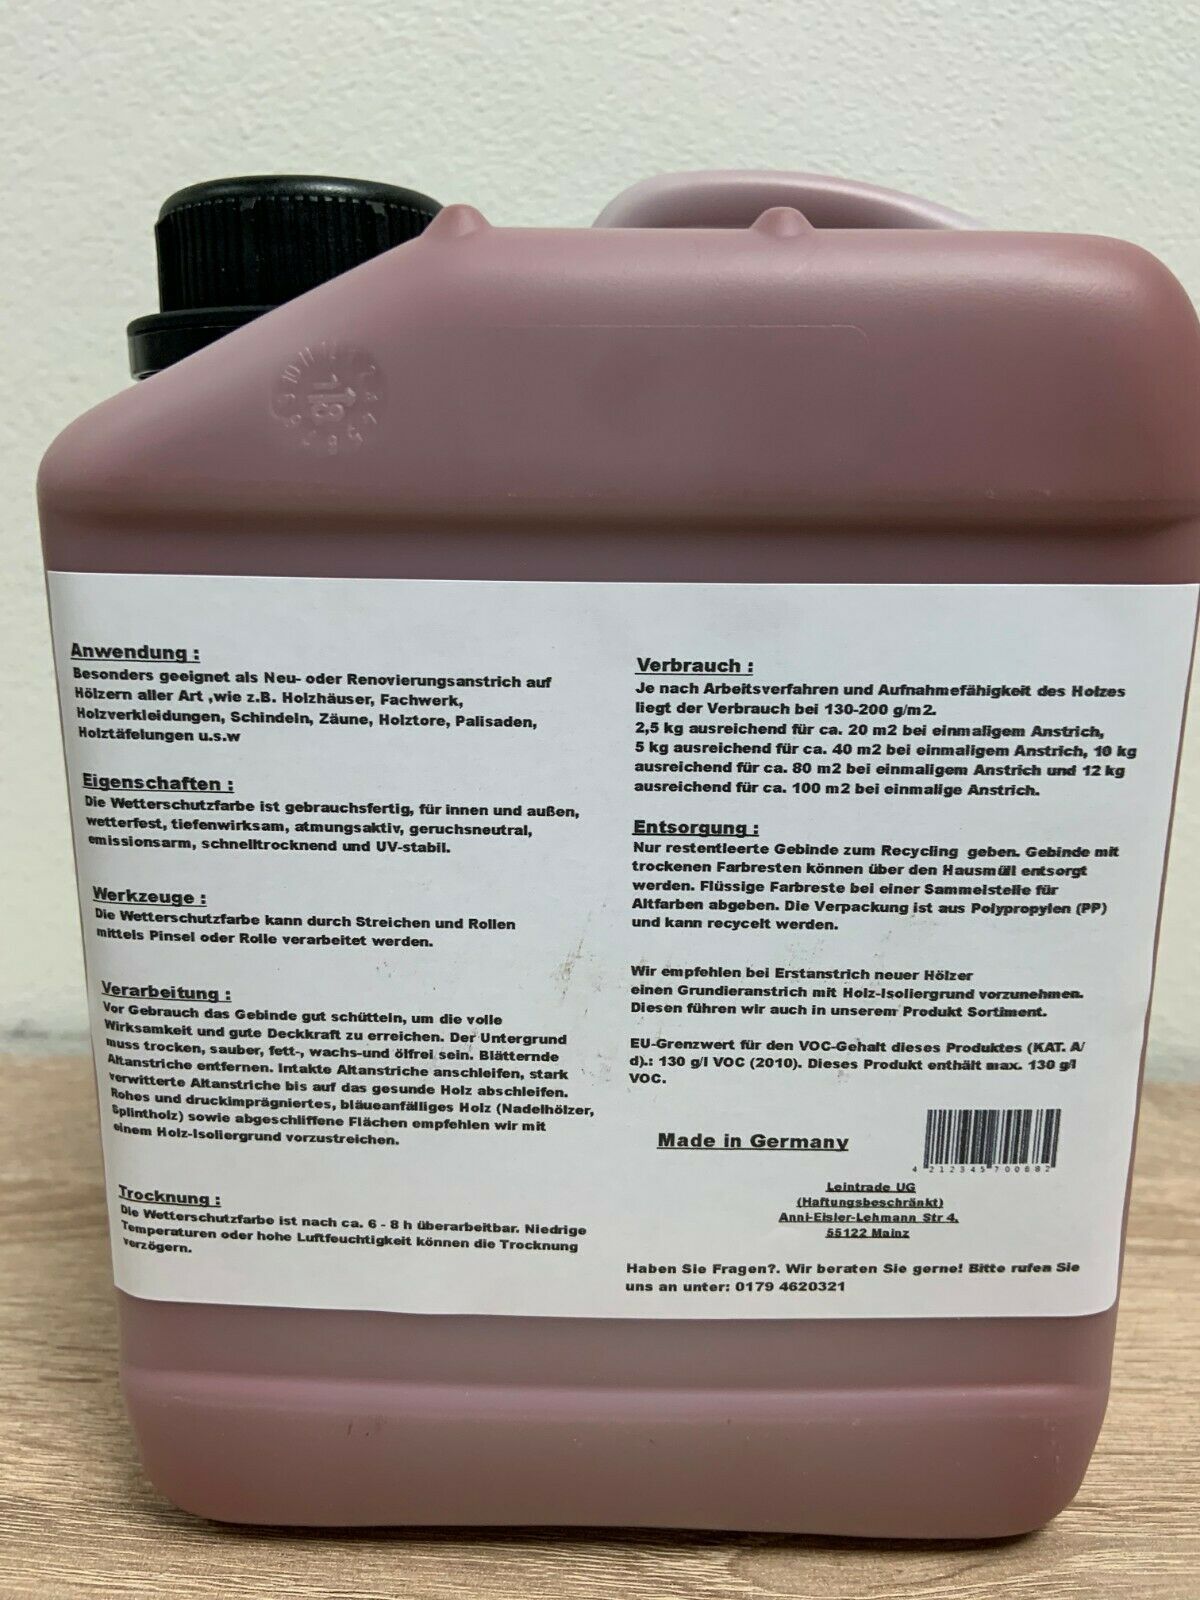 Anwendung :
Besonders geeignet als Neu- oder Renovierungsanstrich auf
Hölzern aller Art ,wie z.B. Holzhäuser, Fachwerk,
Holzverkleidungen, Schindeln, Zäune, Holztore, Palisaden,
Holztäfelungen u.s.w
Eigenschaften :
Die Wetterschutzfarbe ist gebrauchsfertig, für innen und außen,
wetterfest, tiefenwirksam, atmungsaktiv, geruchsneutral,
emissionsarm, schnelltrocknend und UV-stabil.
Werkzeuge :
Die Wetterschutzfarbe kann durch Streichen und Rollen
mittels Pinsel oder Rolle verarbeitet werden.
Verarbeitung :
Vor Gebrauch das Gebinde gut schütteln, um die volle
Wirksamkeit und gute Deckkraft zu erreichen. Der Untergrund
muss trocken, sauber, fett-, wachs-und ölfrei sein. Blätternde
Altanstriche entfernen. Intakte Altanstriche anschleifen, stark
verwitterte Altanstriche bis auf das gesunde Holz abschleifen.
Rohes und druckimprägniertes, bläueanfälliges Holz (Nadelhölzer,
Splintholz) sowie abgeschliffene Flächen empfehlen wir mit
einem Holz-Isoliergrund vorzustreichen.
Trocknung :
Die Wetterschutzfarbe ist nach ca. 6 - 8 h überarbeitbar. Niedrige
Temperaturen oder hohe Luftfeuchtigkeit können die Trocknung
verzögern.
Verbrauch :
Je nach Arbeitsverfahren und Aufnahmefähigkeit des Holzes
liegt der Verbrauch bei 130-200 g/m2.
2,5 kg ausreichend für ca. 20 m2 bei einmaligem Anstrich,
5 kg ausreichend für ca. 40 m2 bei einmaligem Anstrich, 10 kg
ausreichend für ca. 80 m2 bei einmaligem Anstrich und 12 kg
ausreichend für ca. 100 m2 bei einmalige Anstrich.
Entsorgung :
Nur restentleerte Gebinde zum Recycling geben. Gebinde mit
trockenen Farbresten können über den Hausmüll entsorgt
werden. Flüssige Farbreste bei einer Sammelstelle für
Altfarben abgeben. Die Verpackung ist aus Polypropylen (PP)
und kann recycelt werden.
Wir empfehlen bei Erstanstrich neuer Hölzer
einen Grundieranstrich mit Holz-Isoliergrund vorzunehmen.
Diesen führen wir auch in unserem Produkt Sortiment.
EU-Grenzwert für den VOC-Gehalt dieses Produktes (KAT. A/
d).: 130 g/l VOC (2010). Dieses Produkt enthält max. 130 g/l
VOC.
Made in Germany
4 212345 700682
Leintrade UG
(Haftungsbeschränkt)
Anni-Eisler-Lehmann Str 4.
55122 Mainz
Haben Sie Fragen?. Wir beraten Sie gerne! Bitte rufen Sie
uns an unter: 0179 4620321